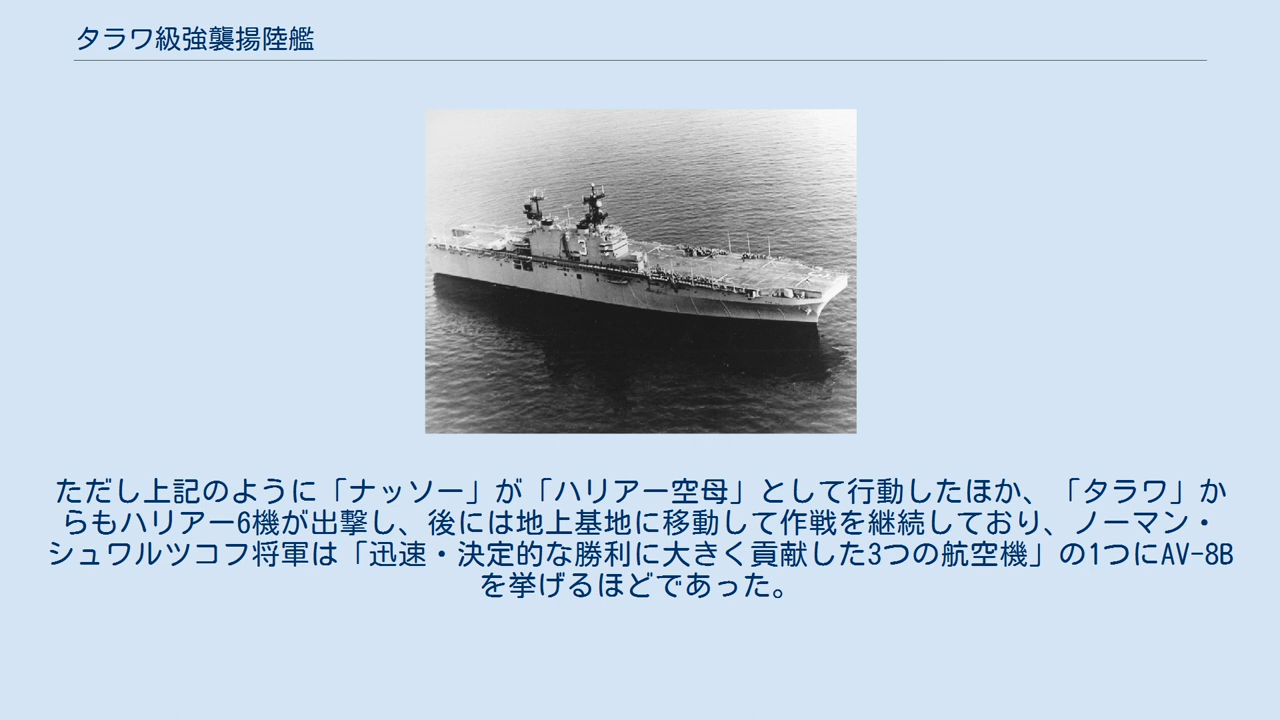 タラワ級強襲揚陸艦
3
ただし上記のように「ナッソー」が「ハリアー空母」として行動したほか、「タラワ」か
らもハリアー6機が出撃し、後には地上基地に移動して作戦を継続しており、ノーマン・
シュワルツコフ将軍は「迅速・決定的な勝利に大きく貢献した3つの航空機」の1つにAV-8B
を挙げるほどであった。